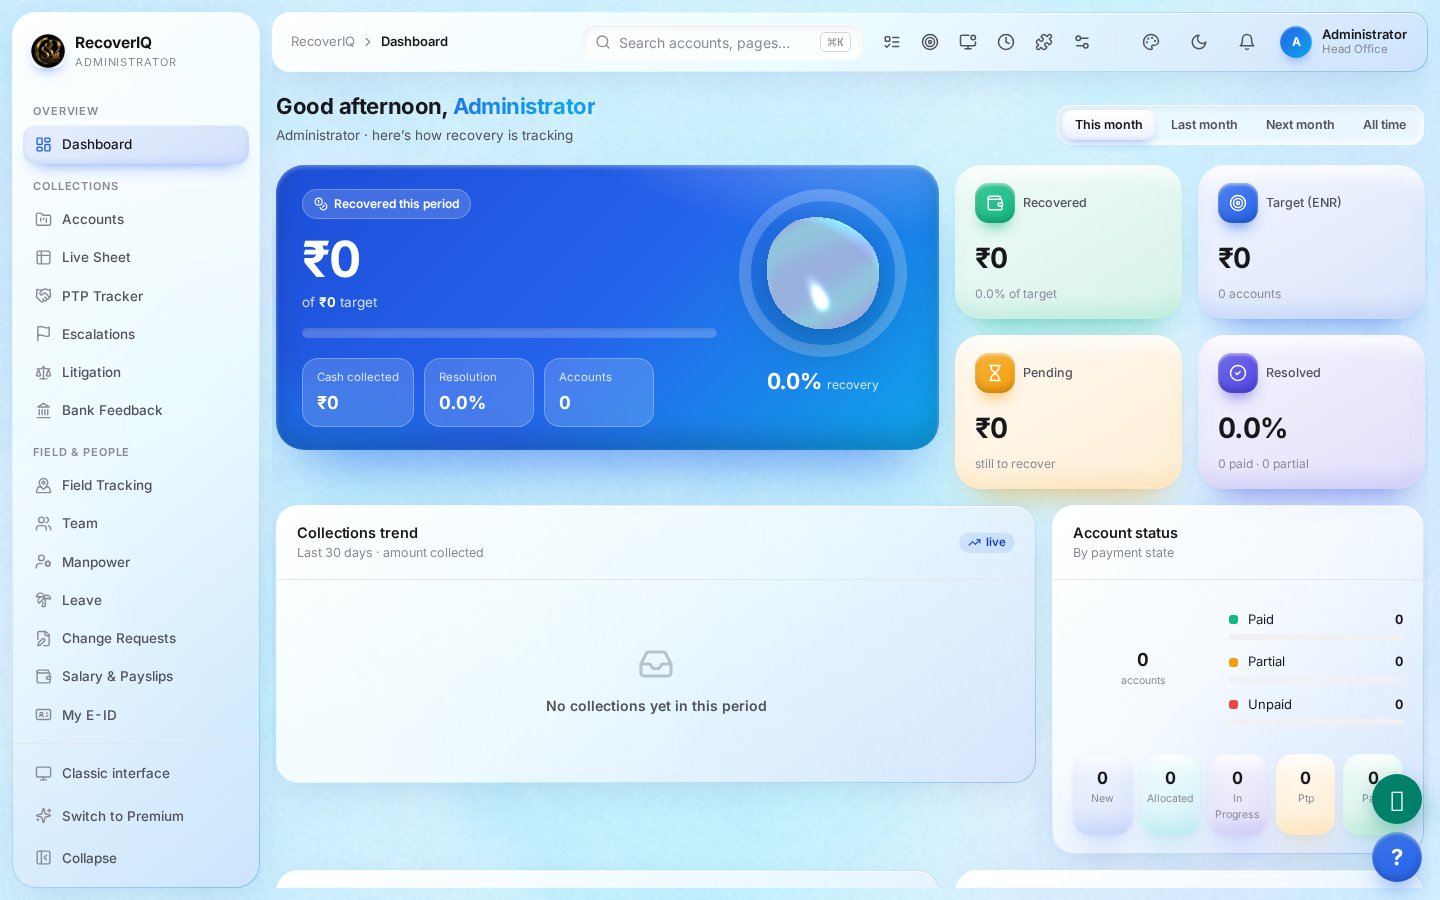 RecoverIQ
ADMINISTRATOR
OVERVIEW
Dashboard
COLLECTIONS
Accounts
Live Sheet
PTP Tracker
Escalations
Litigation
Bank Feedback
FIELD & PEOPLE
Field Tracking
Team
Manpower
Leave
Change Requests
Salary & Payslips
My E-ID
Classic interface
Switch to Premium
Collapse
RecoverIQ > Dashboard
Search accounts, pages... ⌘K
A
Administrator
Head Office
Good afternoon, Administrator
Administrator · here's how recovery is tracking
This month Last month Next month All time
Recovered this period
₹0
of ₹0 target
Cash collected
₹0
Resolution
0.0%
Accounts
0
0.0% recovery
Recovered
₹0
0.0% of target
Target (ENR)
₹0
0 accounts
Pending
₹0
still to recover
Resolved
0.0%
0 paid · 0 partial
Collections trend
Last 30 days · amount collected
live
No collections yet in this period
Account status
By payment state
0
accounts
Paid 0
Partial 0
Unpaid 0
0
New
0
Allocated
0
In
Progress
0
Ptp
0
?